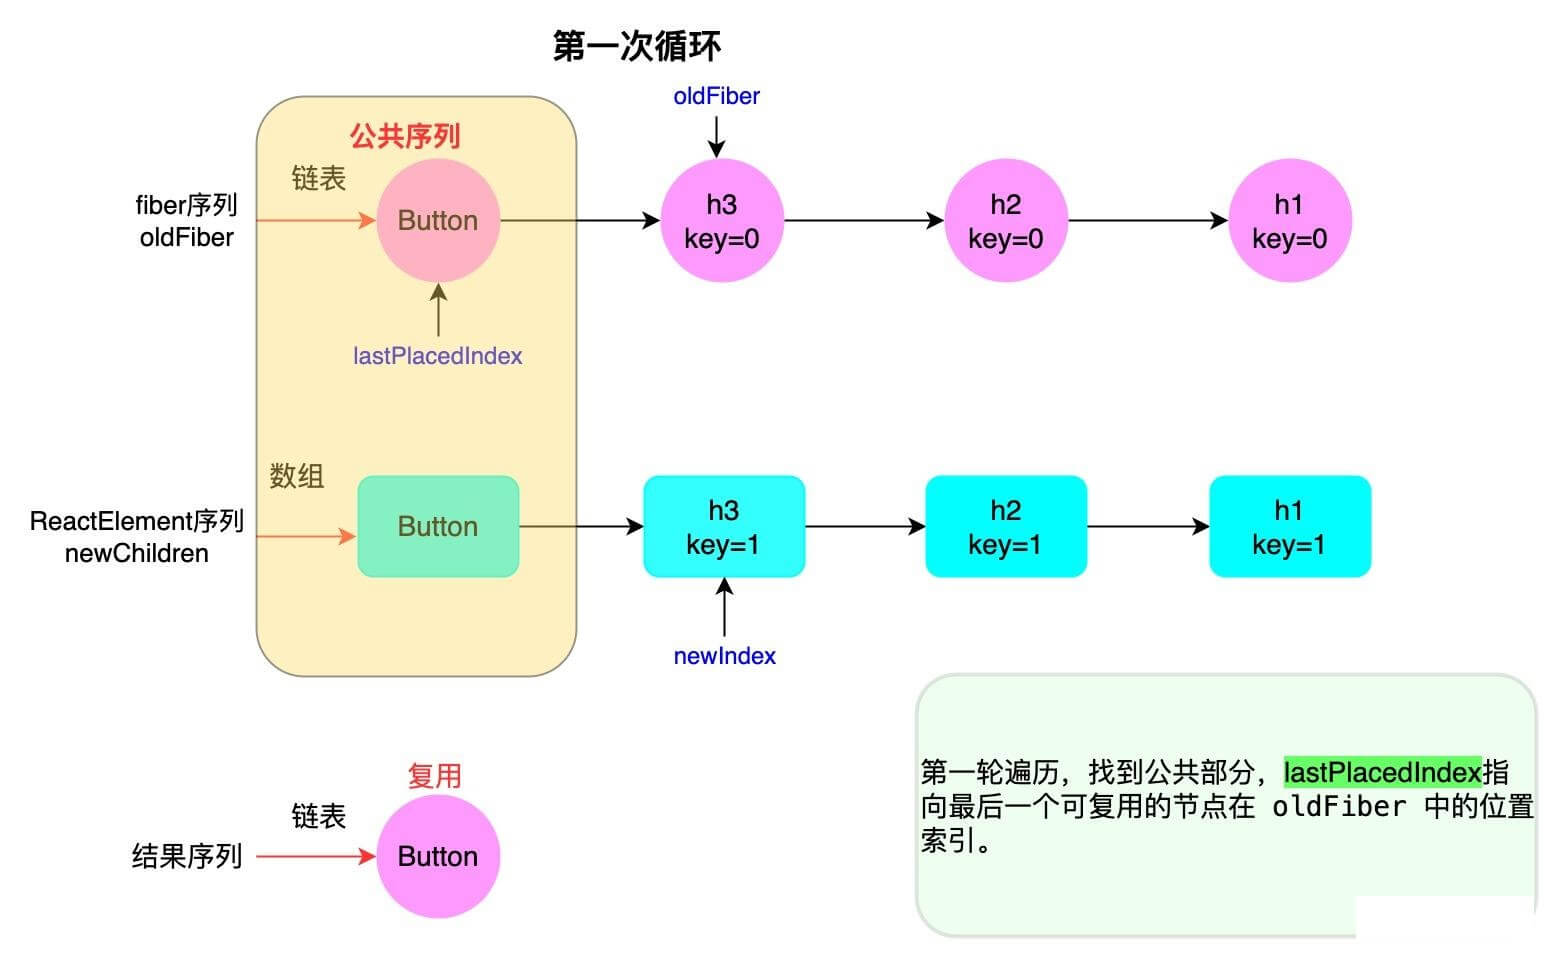 第一次循环
oldFiber
公共序列
链表
fiber序列
oldFiber
Button
h3
key=0
h2
key=0
h1
key=0
lastPlacedIndex
数组
ReactElement序列
newChildren
Button
h3
key=1
h2
key=1
h1
key=1
newIndex
第一轮遍历，找到公共部分，lastPlacedIndex指
向最后一个可复用的节点在 oldFiber 中的位置
索引。
复用
链表
结果序列
Button